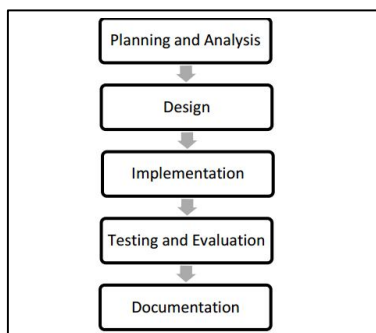 Planning and Analysis
Design
Implementation
Testing and Evaluation
Documentation